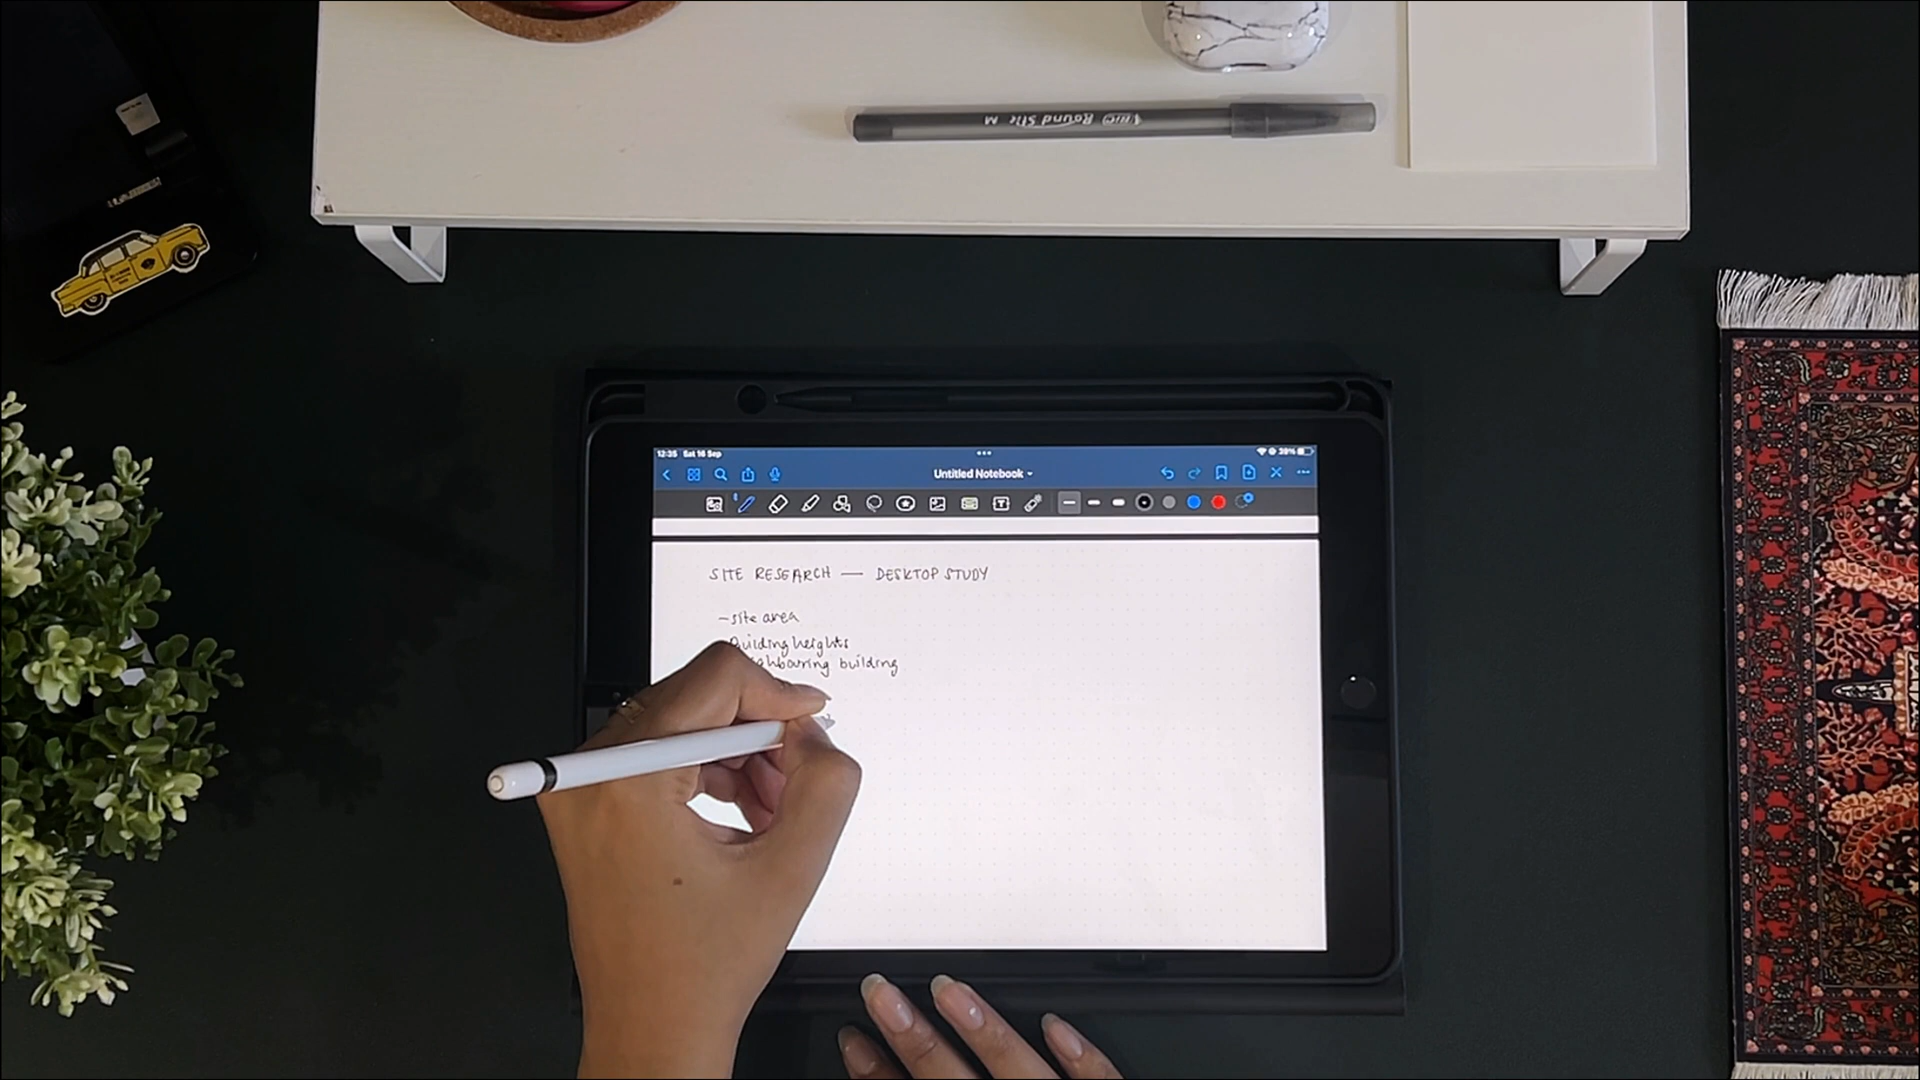 BIC Round Stic M
12:35 Sat 16 Sep
39%
Untitled Notebook
SITE RESEARCH — DESKTOP STUDY
- site area
Building heights
building